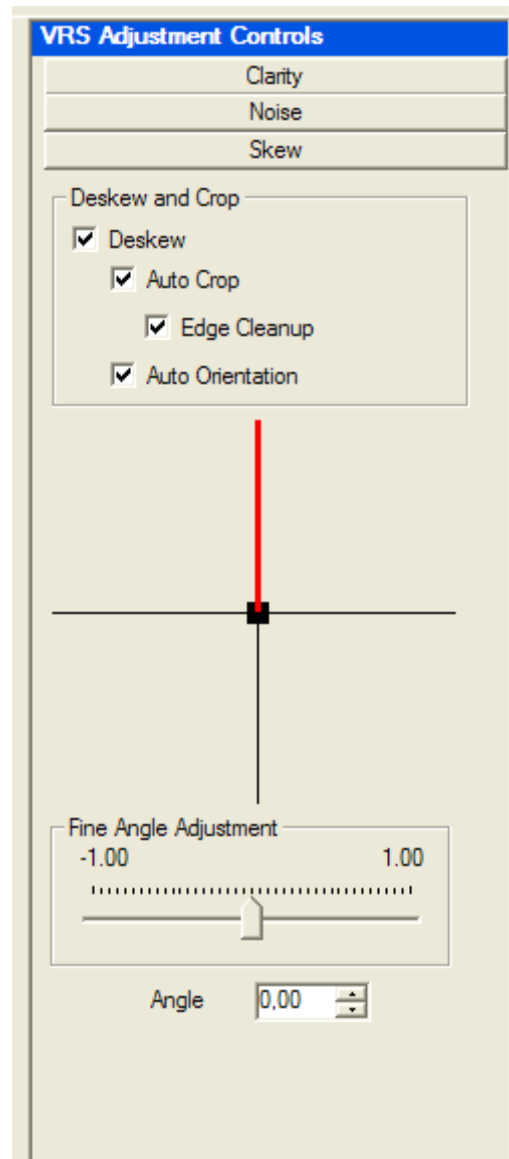 VRS Adjustment Controls
Clarity
Noise
Skew
Deskew and Crop
Deskew
Auto Crop
Edge Cleanup
Auto Orientation
Fine Angle Adjustment
-1.00 1.00
Angle 0,00